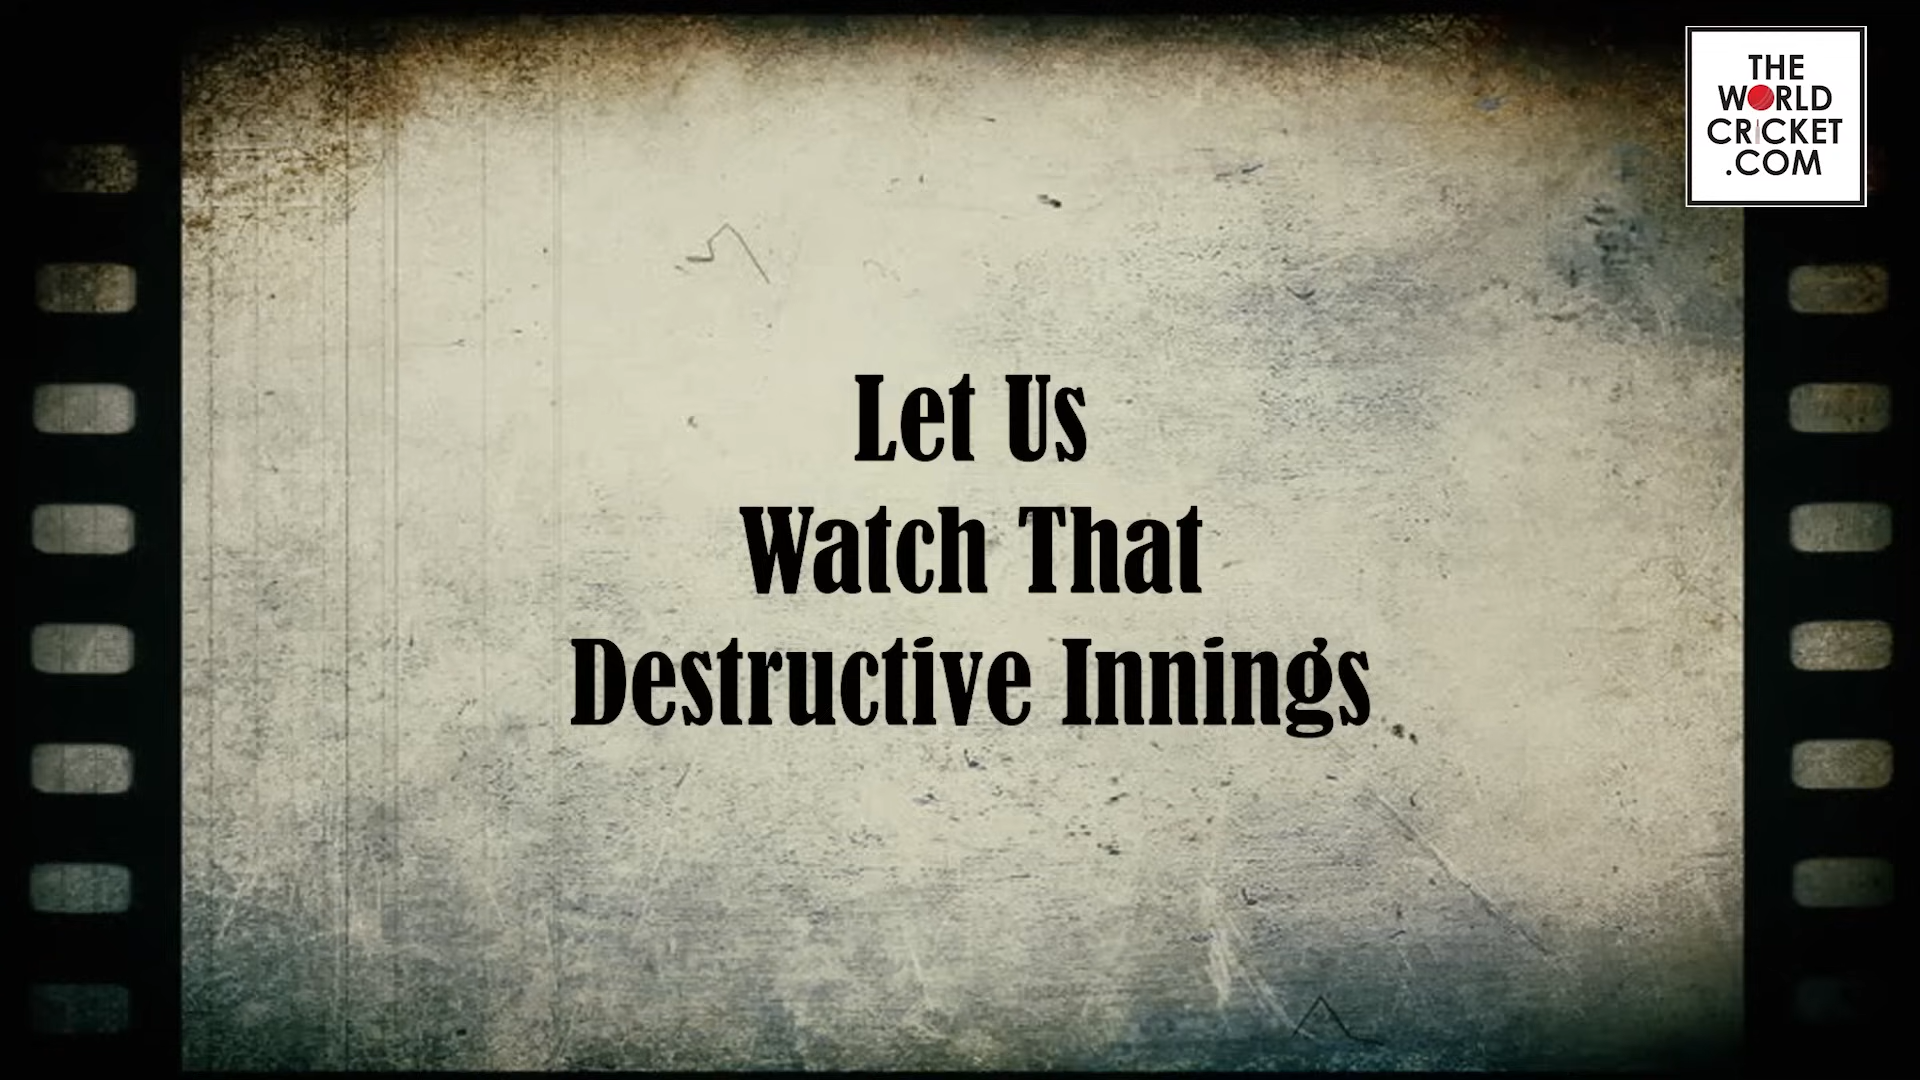 THE
WORLD
CRICKET
.COM
Let Us
Watch That
Destructive Innings